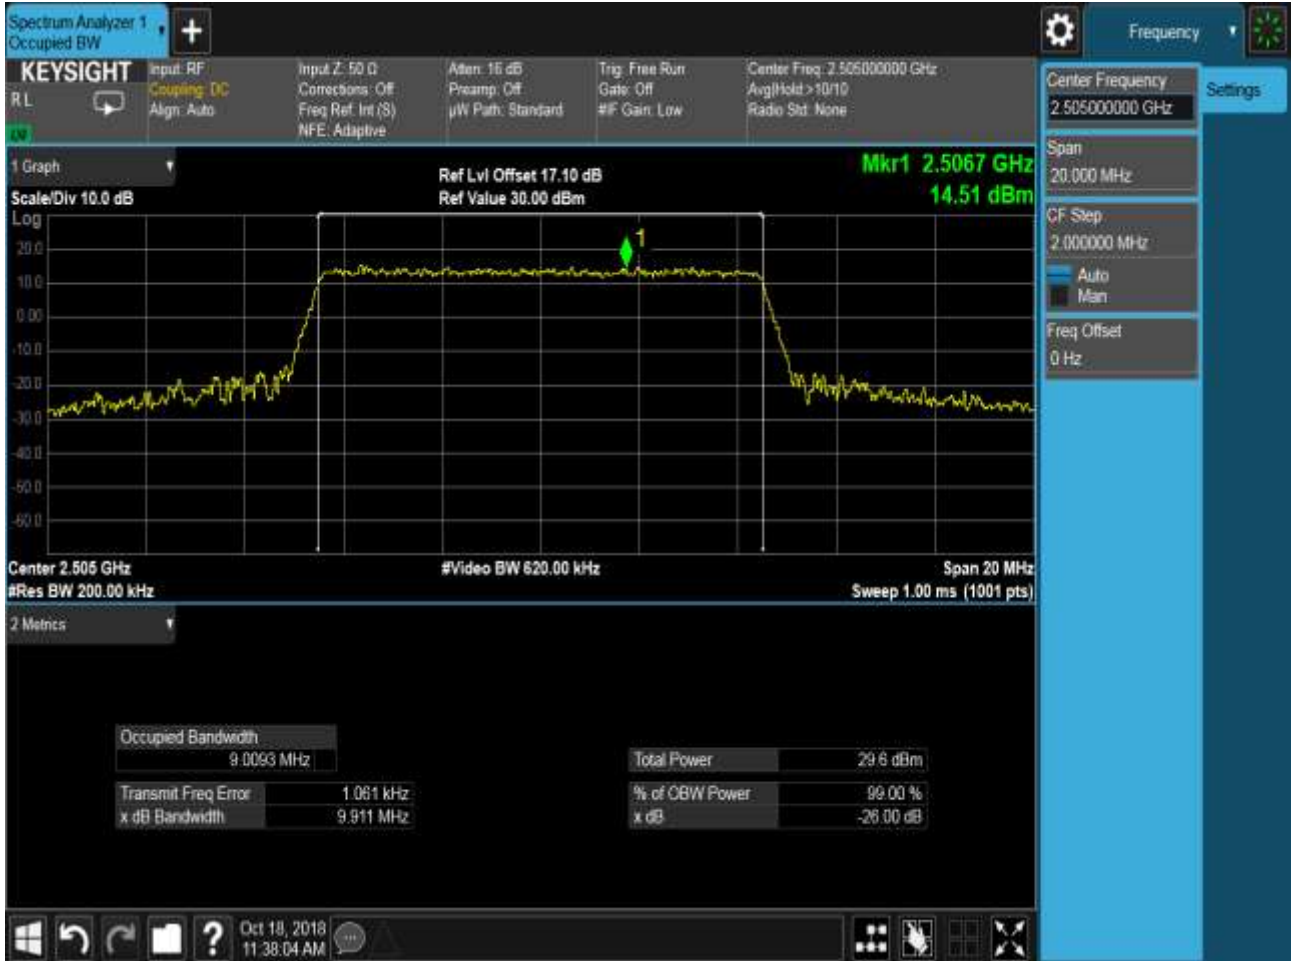 Spectrum Analyzer 1
Occupied BW
Frequency
KEYSIGHT
RL
Input: RF
Coupling: DC
Align: Auto
Input Z: 50 Ω
Corrections: Off
Freq Ref: Int (S)
NFE: Adaptive
Atten: 16 dB
Preamp: Off
µW Path: Standard
Trig: Free Run
Gate: Off
#IF Gain: Low
Center Freq: 2.505000000 GHz
Avg|Hold:>10/10
Radio Std: None
Center Frequency
2.505000000 GHz
Settings
Span
20.000 MHz
CF Step
2.000000 MHz
Auto
Man
Freq Offset
0 Hz
1 Graph
Scale/Div 10.0 dB
Ref Lvl Offset 17.10 dB
Ref Value 30.00 dBm
Mkr1 2.5067 GHz
14.51 dBm
Log
1
20.0
10.0
0.00
-10.0
-20.0
-30.0
-40.0
-50.0
-60.0
Center 2.505 GHz
#Res BW 200.00 kHz
#Video BW 620.00 kHz
Span 20 MHz
Sweep 1.00 ms (1001 pts)
2 Metrics
Occupied Bandwidth
9.0093 MHz
Transmit Freq Error 1.061 kHz
x dB Bandwidth 9.911 MHz
Total Power 29.6 dBm
% of OBW Power 99.00 %
x dB -26.00 dB
?
Oct 18, 2018
11:38:04 AM